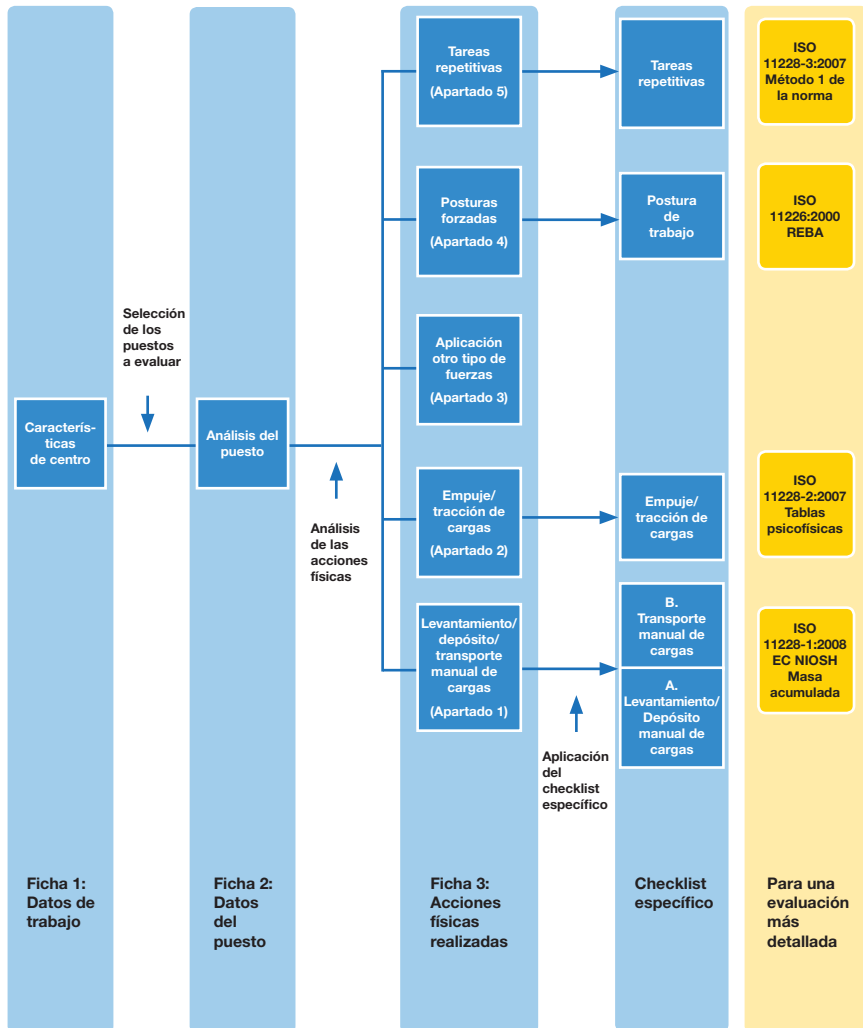 Caracterís-
ticas
de centro
Ficha 1:
Datos de
trabajo
Selección
de los
puestos
a evaluar
Análisis del
puesto
Ficha 2:
Datos
del
puesto
Análisis
de las
acciones
físicas
Tareas
repetitivas
(Apartado 5)
Posturas
forzadas
(Apartado 4)
Aplicación
otro tipo de
fuerzas
(Apartado 3)
Empuje/
tracción de
cargas
(Apartado 2)
Levantamiento/
depósito/
transporte
manual de
cargas
(Apartado 1)
Ficha 3:
Acciones
físicas
realizadas
Aplicación
del
checklist
específico
Tareas
repetitivas
Postura
de
trabajo
Empuje/
tracción de
cargas
B.
Transporte
manual de
cargas
A.
Levantamiento/
Depósito
manual de
cargas
Checklist
específico
ISO
11228-3:2007
Método 1 de
la norma
ISO
11226:2000
REBA
ISO
11228-2:2007
Tablas
psicofísicas
ISO
11228-1:2008
EC NIOSH
Masa
acumulada
Para una
evaluación
más
detallada